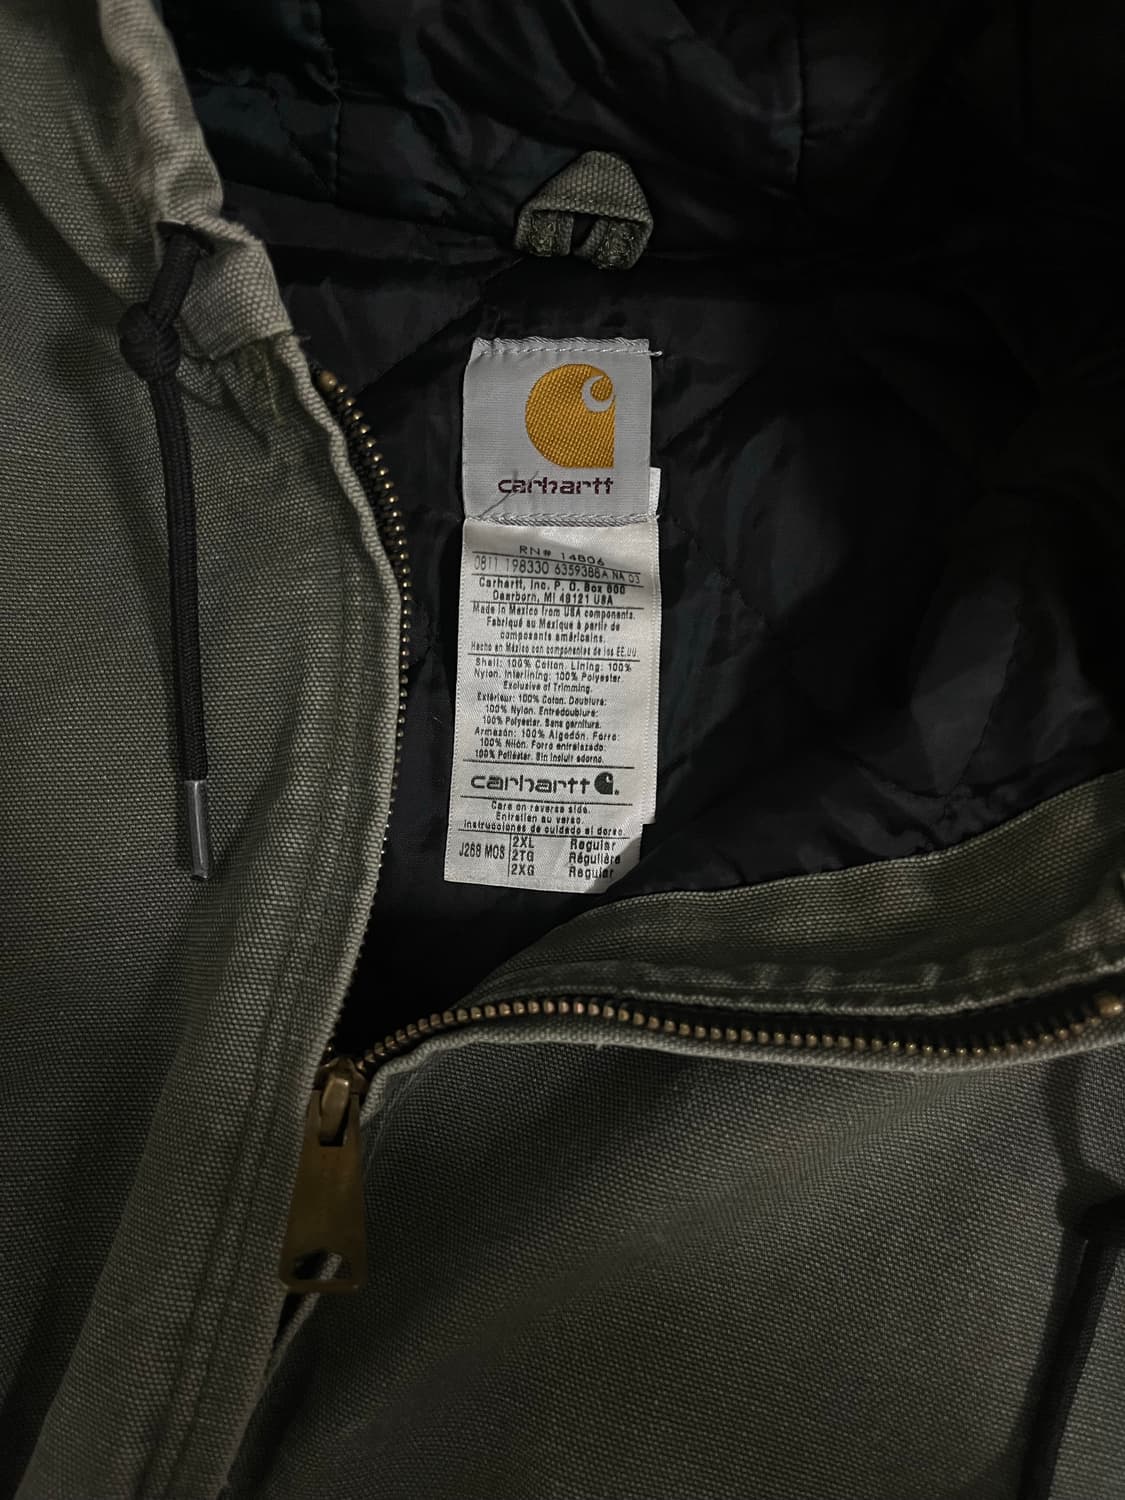 carhartt
RN# 14806
0811 198330 6359386A NA 03
Carhartt, Inc. P. O. Box 600
Dearborn, MI 48121 USA
Made in Mexico from USA components.
Fabriqué au Mexique à partir de
composants américains.
Hecho en México con componentes de los EE.UU.
Shell: 100% Cotton. Lining: 100%
Nylon. Interlining: 100% Polyester
Exclusive of Trimming.
Extérieur: 100% Coton. Doublure:
100% Nylon. Entredoublure:
100% Polyester. Sans garniture.
Armazón: 100% Algodón. Forro:
100% Nilón. Forro entrelazado:
100% Poliéster. Sin incluir adorno.
carhartt
Care on reverse side.
Entretien au verso.
Instrucciones de cuidado al dorso.
J268 MOS 2XL Regular
2TG Régulière
2XG Regular